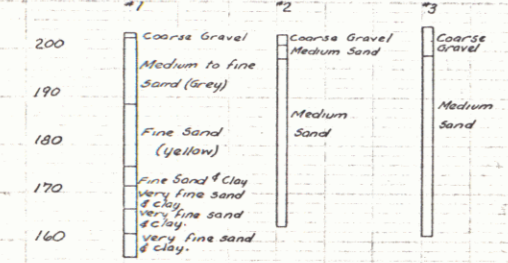 #1
#2
#3
200
190
180
170
160
Coarse Gravel
Medium to fine
Sand (Grey)
Fine Sand
(yellow)
Fine Sand & Clay
very fine sand
& clay
very fine sand
& clay.
very fine sand
& clay.
Coarse Gravel
Medium Sand
Medium
Sand
Coarse
Gravel
Medium
Sand